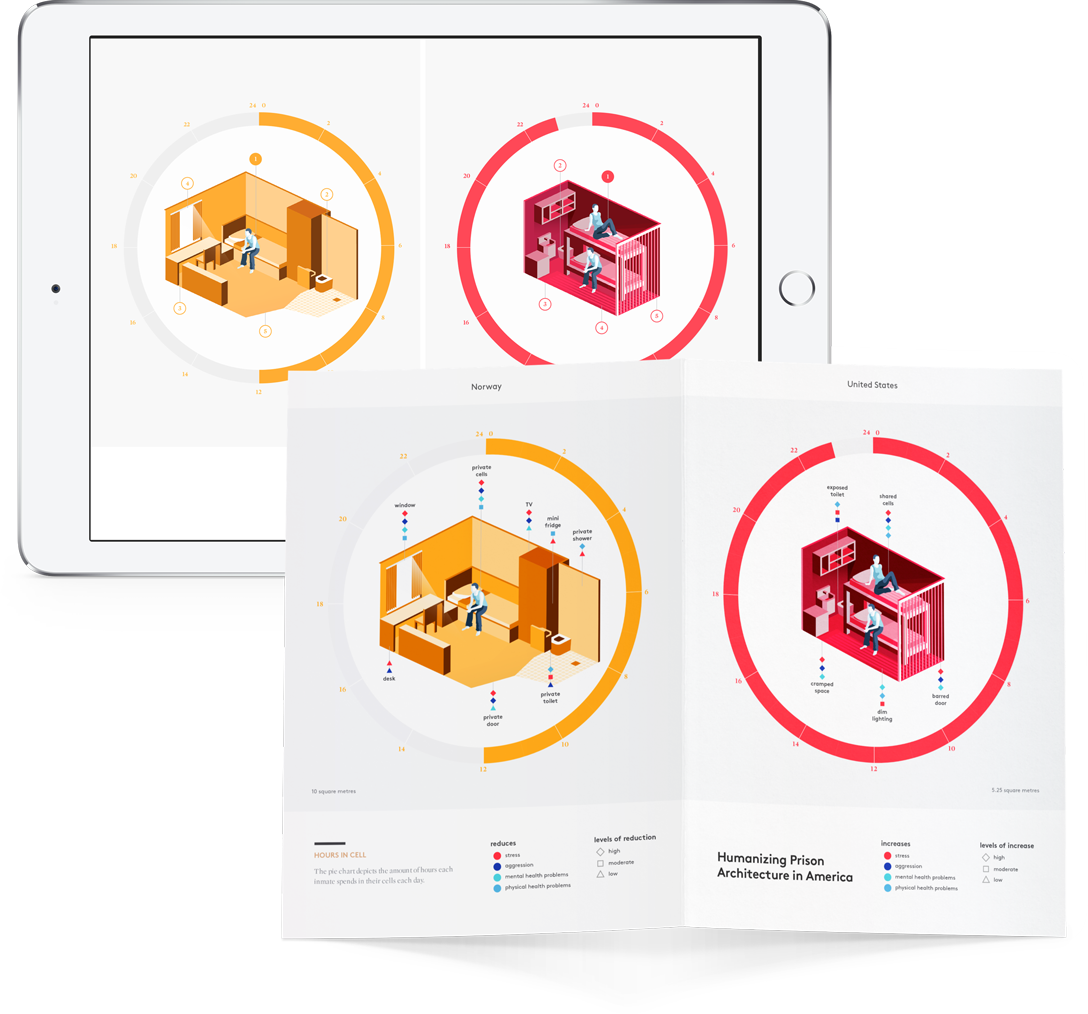 24 0
22
2
1
20
4
4
18
6
3
16
8
14
12
24 0
22
2
2
1
20
4
18
6
3
4
16
8
Norway
United States
24 0
22
2
private
cells
window
TV
mini
fridge
private
shower
20
4
18
6
desk
private
toilet
private
door
16
8
14
10
12
10 square metres
24 0
22
2
exposed
toilet
shared
cells
20
4
18
6
cramped
space
dim
lighting
barred
door
16
8
14
10
12
5.25 square metres
HOURS IN CELL
The pie chart depicts the amount of hours each
inmate spends in their cells each day.
reduces
stress
aggression
mental health problems
physical health problems
levels of reduction
high
moderate
low
Humanizing Prison
Architecture in America
increases
stress
aggression
mental health problems
physical health problems
levels of increase
high
moderate
low